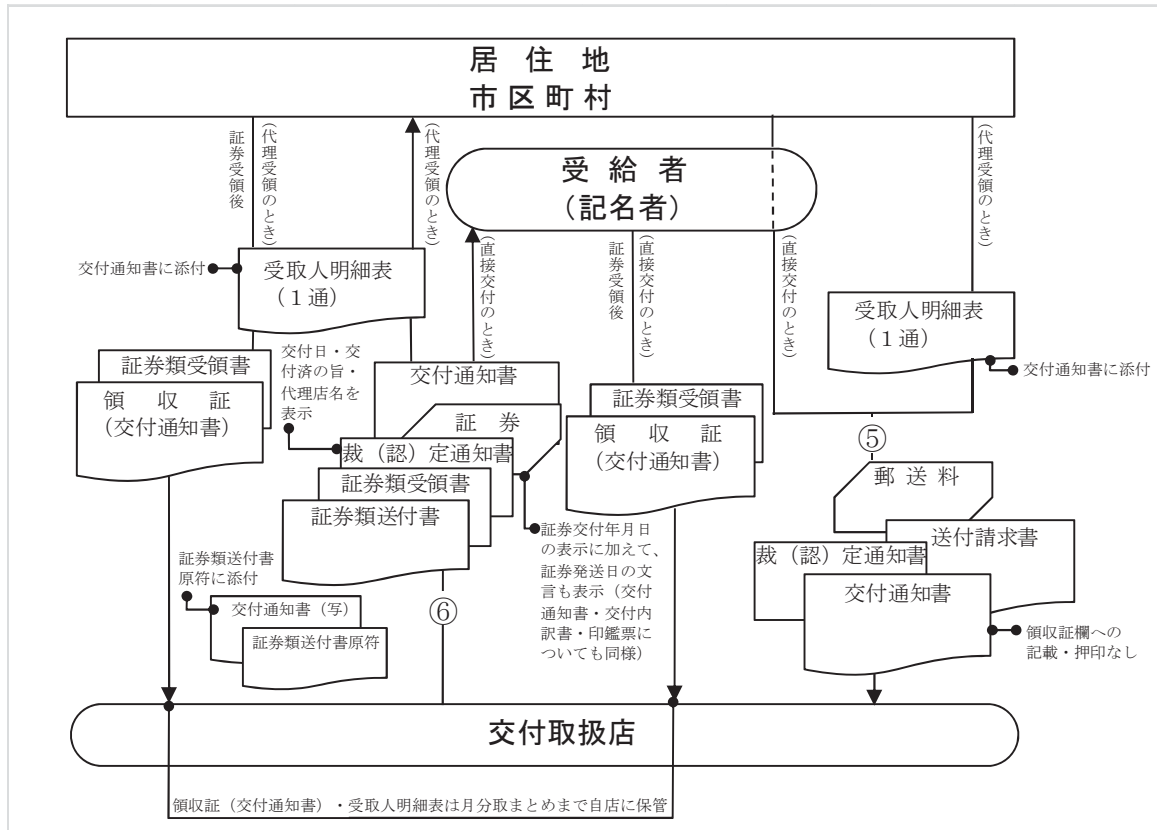 居住地
市区町村
証券受領後
（代理受領のとき）
（代理受領のとき）
受給者
（記名者）
（代理受領のとき）
交付通知書に添付
受取人明細表
（１通）
（直接交付のとき）
証券受領後
（直接交付のとき）
（直接交付のとき）
受取人明細表
（１通）
交付通知書に添付
証券類受領書
領収証
（交付通知書）
交付日・交
付済の旨・
代理店名を
表示
交付通知書
証券
裁（認）定通知書
証券類受領書
証券類送付書
証券類受領書
領収証
（交付通知書）
⑤
郵送料
送付請求書
裁（認）定通知書
交付通知書
証券交付年月日
の表示に加えて、
証券発送日の文
言も表示（交付
通知書・交付内
訳書・印鑑票に
ついても同様）
証券類送付書
原符に添付
交付通知書（写）
証券類送付書原符
⑥
領収証欄への
記載・押印なし
交付取扱店
領収証（交付通知書）・受取人明細表は月分取まとめまで自店に保管